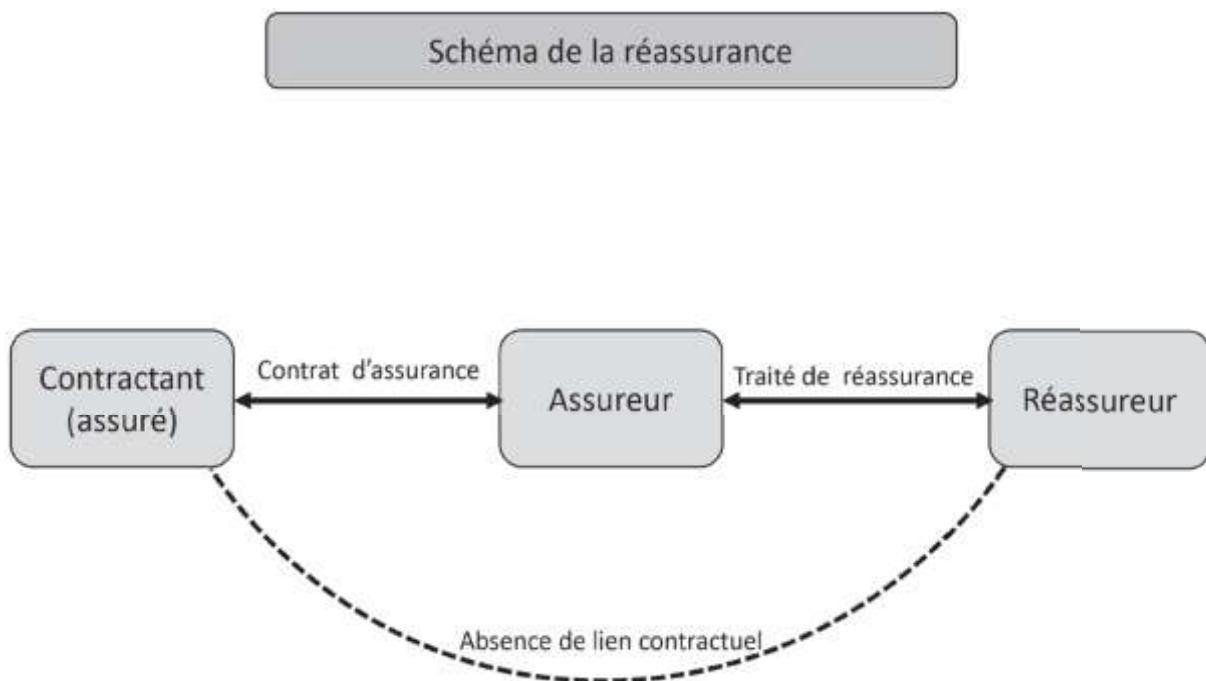 Schéma de la réassurance
Contractant
(assuré)
Contrat d'assurance
Assureur
Traité de réassurance
Réassureur
Absence de lien contractuel